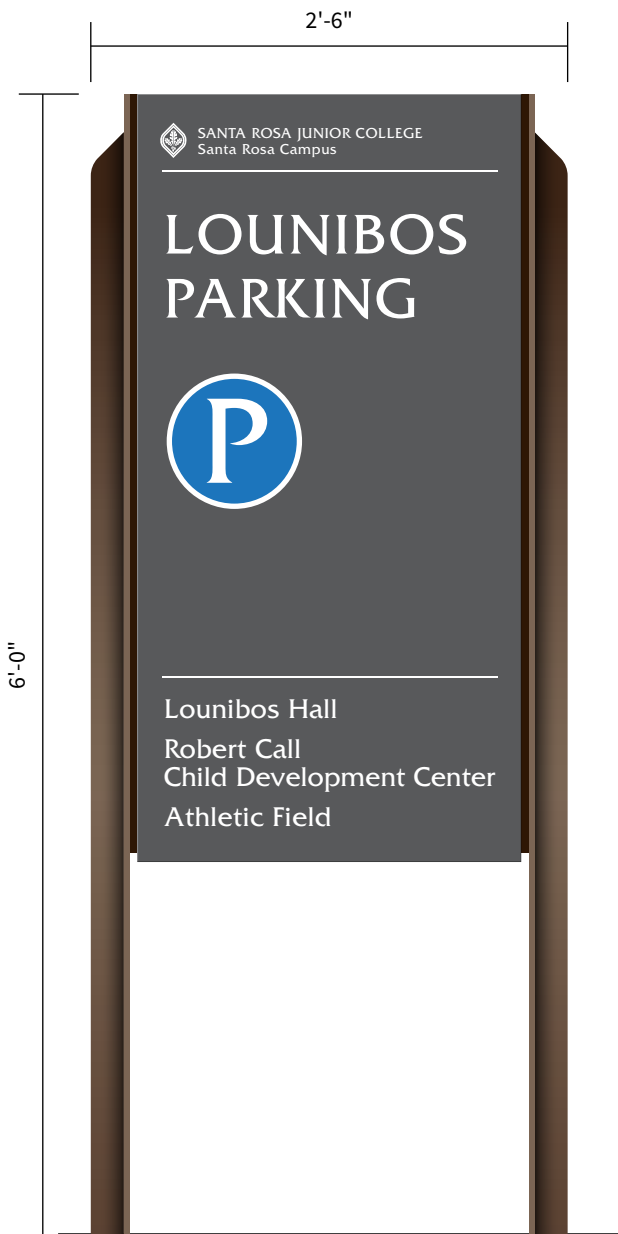 2'-6"
SANTA ROSA JUNIOR COLLEGE
Santa Rosa Campus
LOUNIBOS
PARKING
P
6'-0"
Lounibos Hall
Robert Call
Child Development Center
Athletic Field